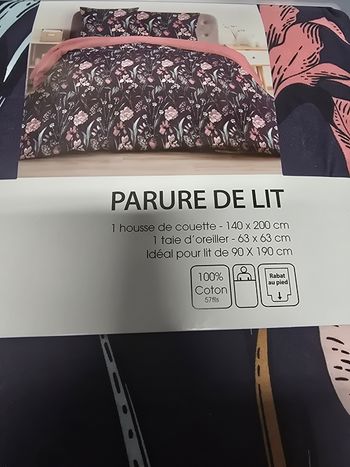 PARURE DE LIT
1 housse de couette - 140 x 200 cm
1 taie d'oreiller - 63 x 63 cm
Idéal pour lit de 90 X 190 cm
100%
Coton
57fils
Rabat
au pied